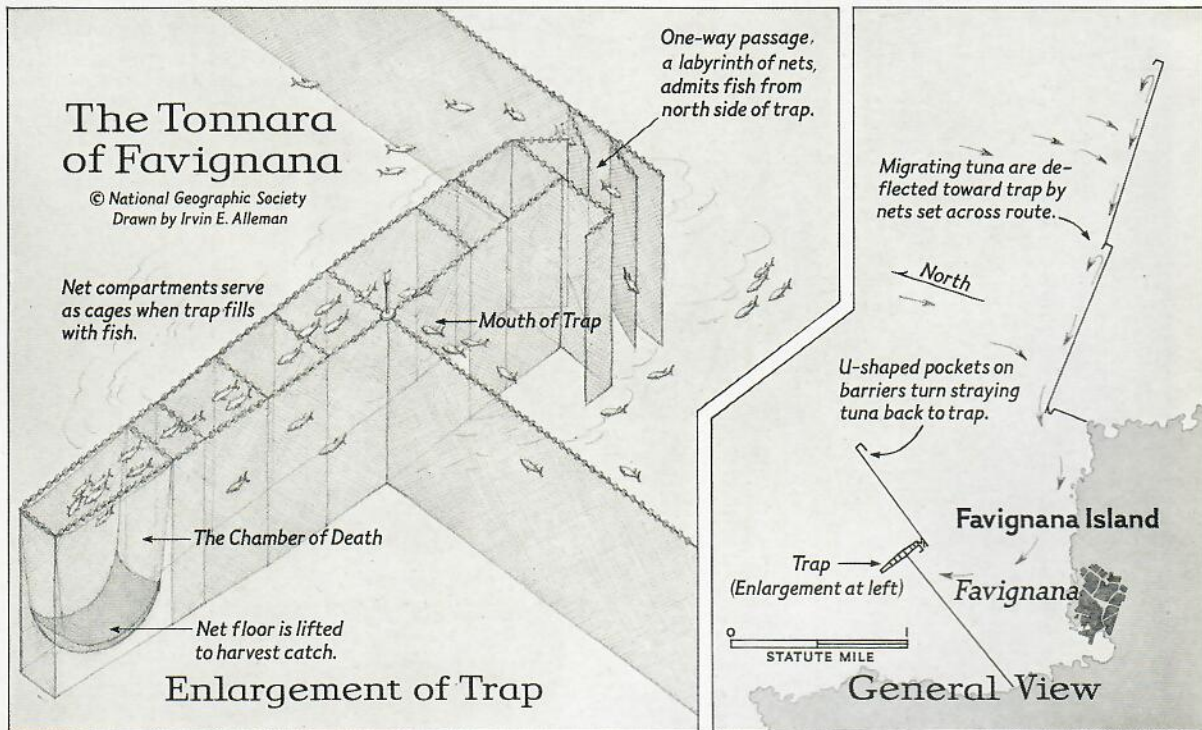 The Tonnara
of Favignana
© National Geographic Society
Drawn by Irvin E. Alleman
One-way passage,
a labyrinth of nets,
admits fish from
north side of trap.
Net compartments serve
as cages when trap fills
with fish.
Mouth of Trap
The Chamber of Death
Net floor is lifted
to harvest catch.
Enlargement of Trap
Migrating tuna are de-
flected toward trap by
nets set across route.
North
U-shaped pockets on
barriers turn straying
tuna back to trap.
Favignana Island
Trap
(Enlargement at left)
Favignana
0 1
STATUTE MILE
General View